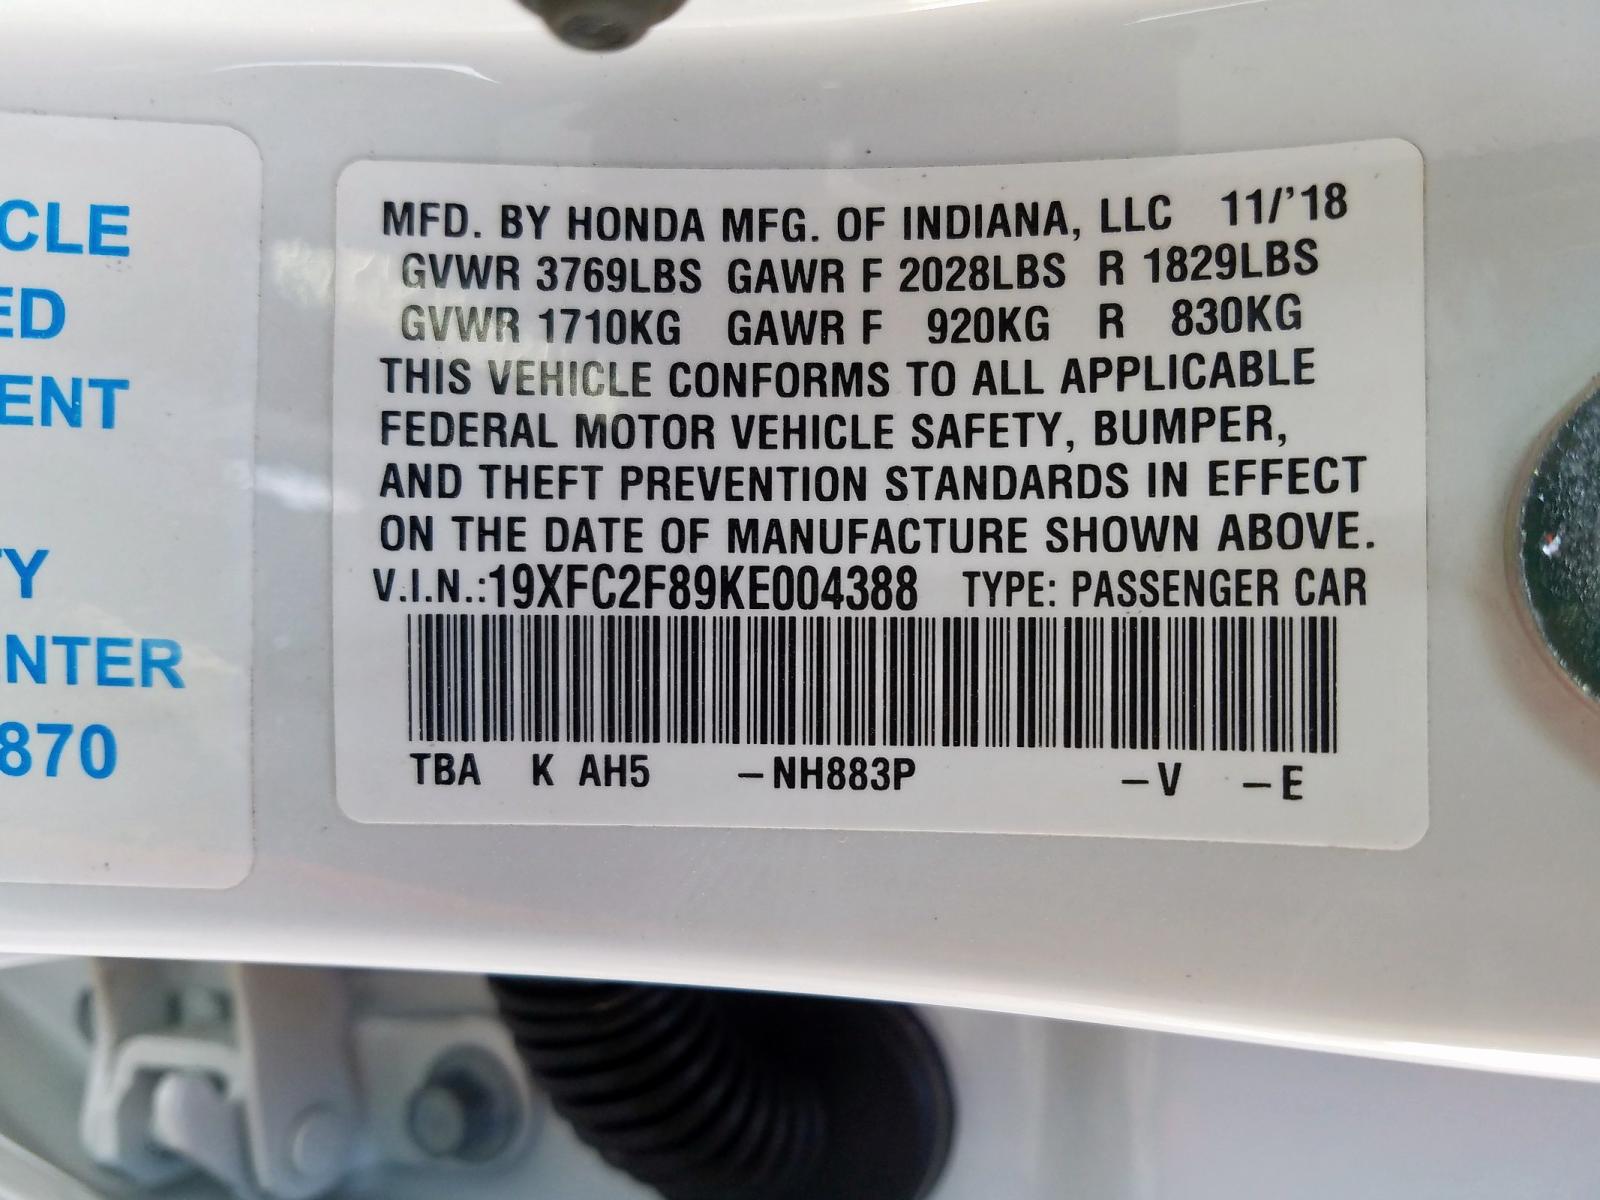 CLE
ED
ENT
TY
NTER
870
MFD. BY HONDA MFG. OF INDIANA, LLC 11/'18
GVWR 3769LBS GAWR F 2028LBS R 1829LBS
GVWR 1710KG GAWR F 920KG R 830KG
THIS VEHICLE CONFORMS TO ALL APPLICABLE
FEDERAL MOTOR VEHICLE SAFETY, BUMPER,
AND THEFT PREVENTION STANDARDS IN EFFECT
ON THE DATE OF MANUFACTURE SHOWN ABOVE.
V.I.N.:19XFC2F89KE004388 TYPE: PASSENGER CAR
TBA K AH5 –NH883P –V –E